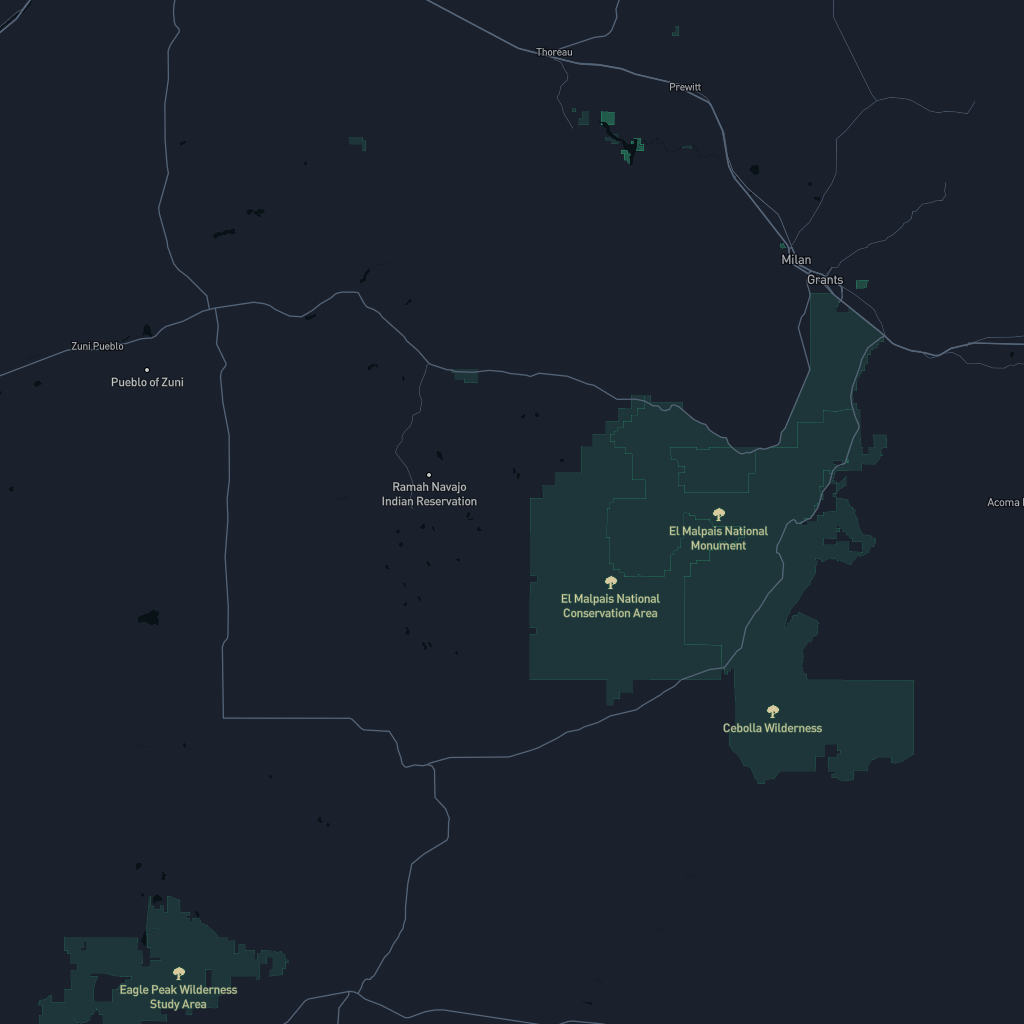 Thoreau
Prewitt
Milan
Grants
Zuni Pueblo
Pueblo of Zuni
Ramah Navajo
Indian Reservation
Acoma
El Malpais National
Monument
El Malpais National
Conservation Area
Cebolla Wilderness
Eagle Peak Wilderness
Study Area